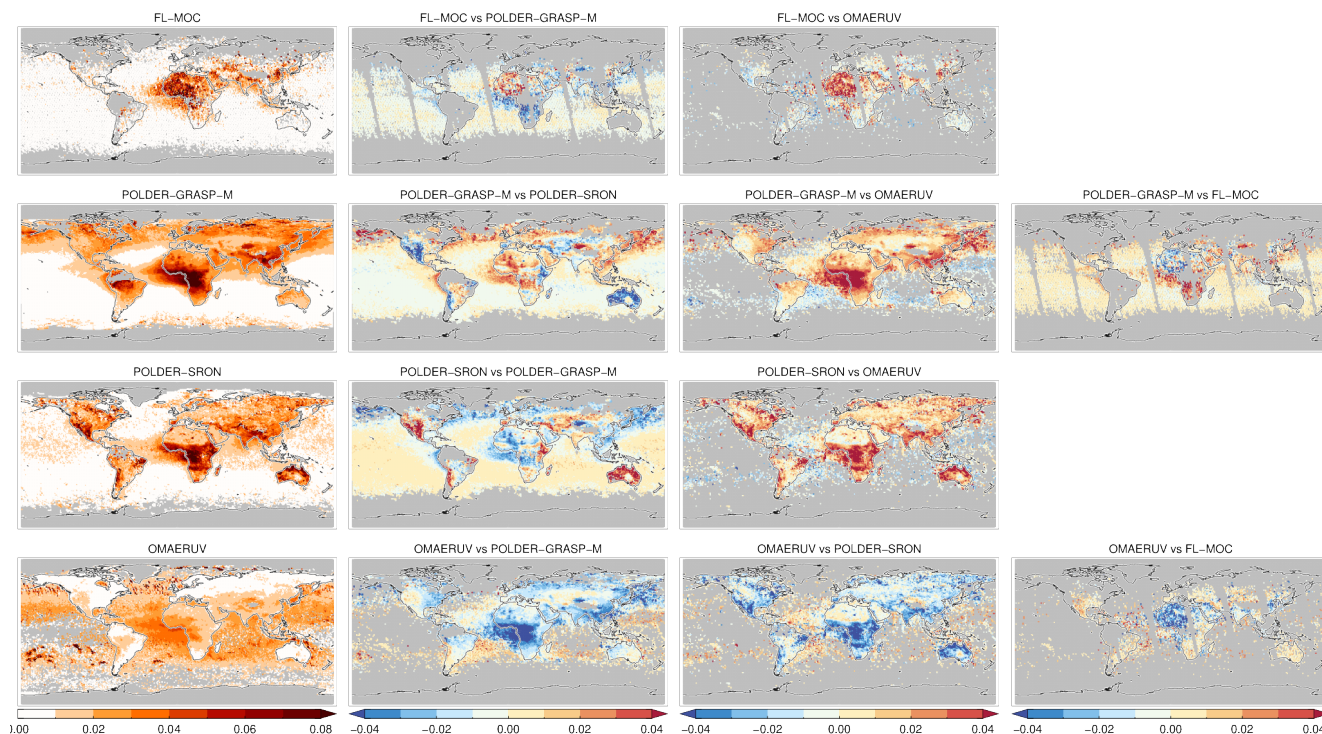 FL−MOC FL−MOC vs POLDER−GRASP−M FL−MOC vs OMAERUV
POLDER−GRASP−M POLDER−GRASP−M vs POLDER−SRON POLDER−GRASP−M vs OMAERUV POLDER−GRASP−M vs FL−MOC
POLDER−SRON POLDER−SRON vs POLDER−GRASP−M POLDER−SRON vs OMAERUV
OMAERUV OMAERUV vs POLDER−GRASP−M OMAERUV vs POLDER−SRON OMAERUV vs FL−MOC
0.00 0.02 0.04 0.06 0.08 −0.04 −0.02 0.00 0.02 0.04 −0.04 −0.02 0.00 0.02 0.04 −0.04 −0.02 0.00 0.02 0.04